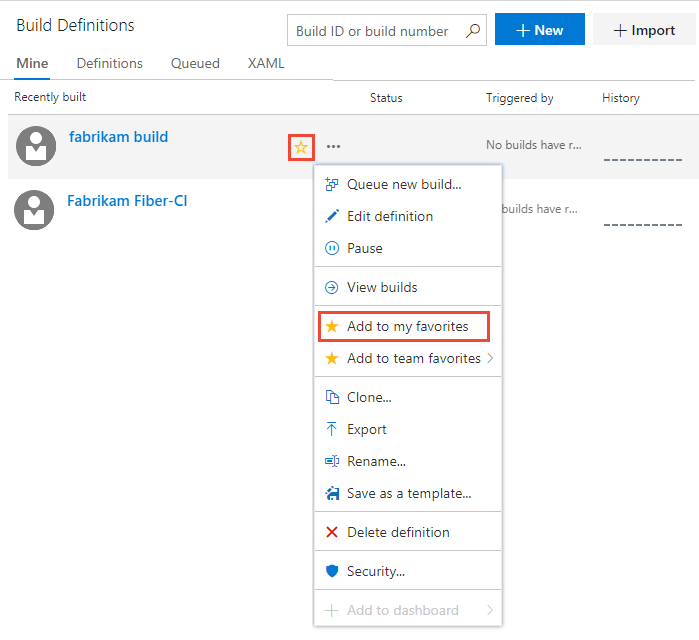 Build Definitions
Build ID or build number
New
Import
Mine Definitions Queued XAML
Recently built Status Triggered by History
fabrikam build ... No builds have r...
Fabrikam Fiber-CI builds have r...
Queue new build...
Edit definition
Pause
View builds
Add to my favorites
Add to team favorites
Clone...
Export
Rename...
Save as a template...
Delete definition
Security...
Add to dashboard